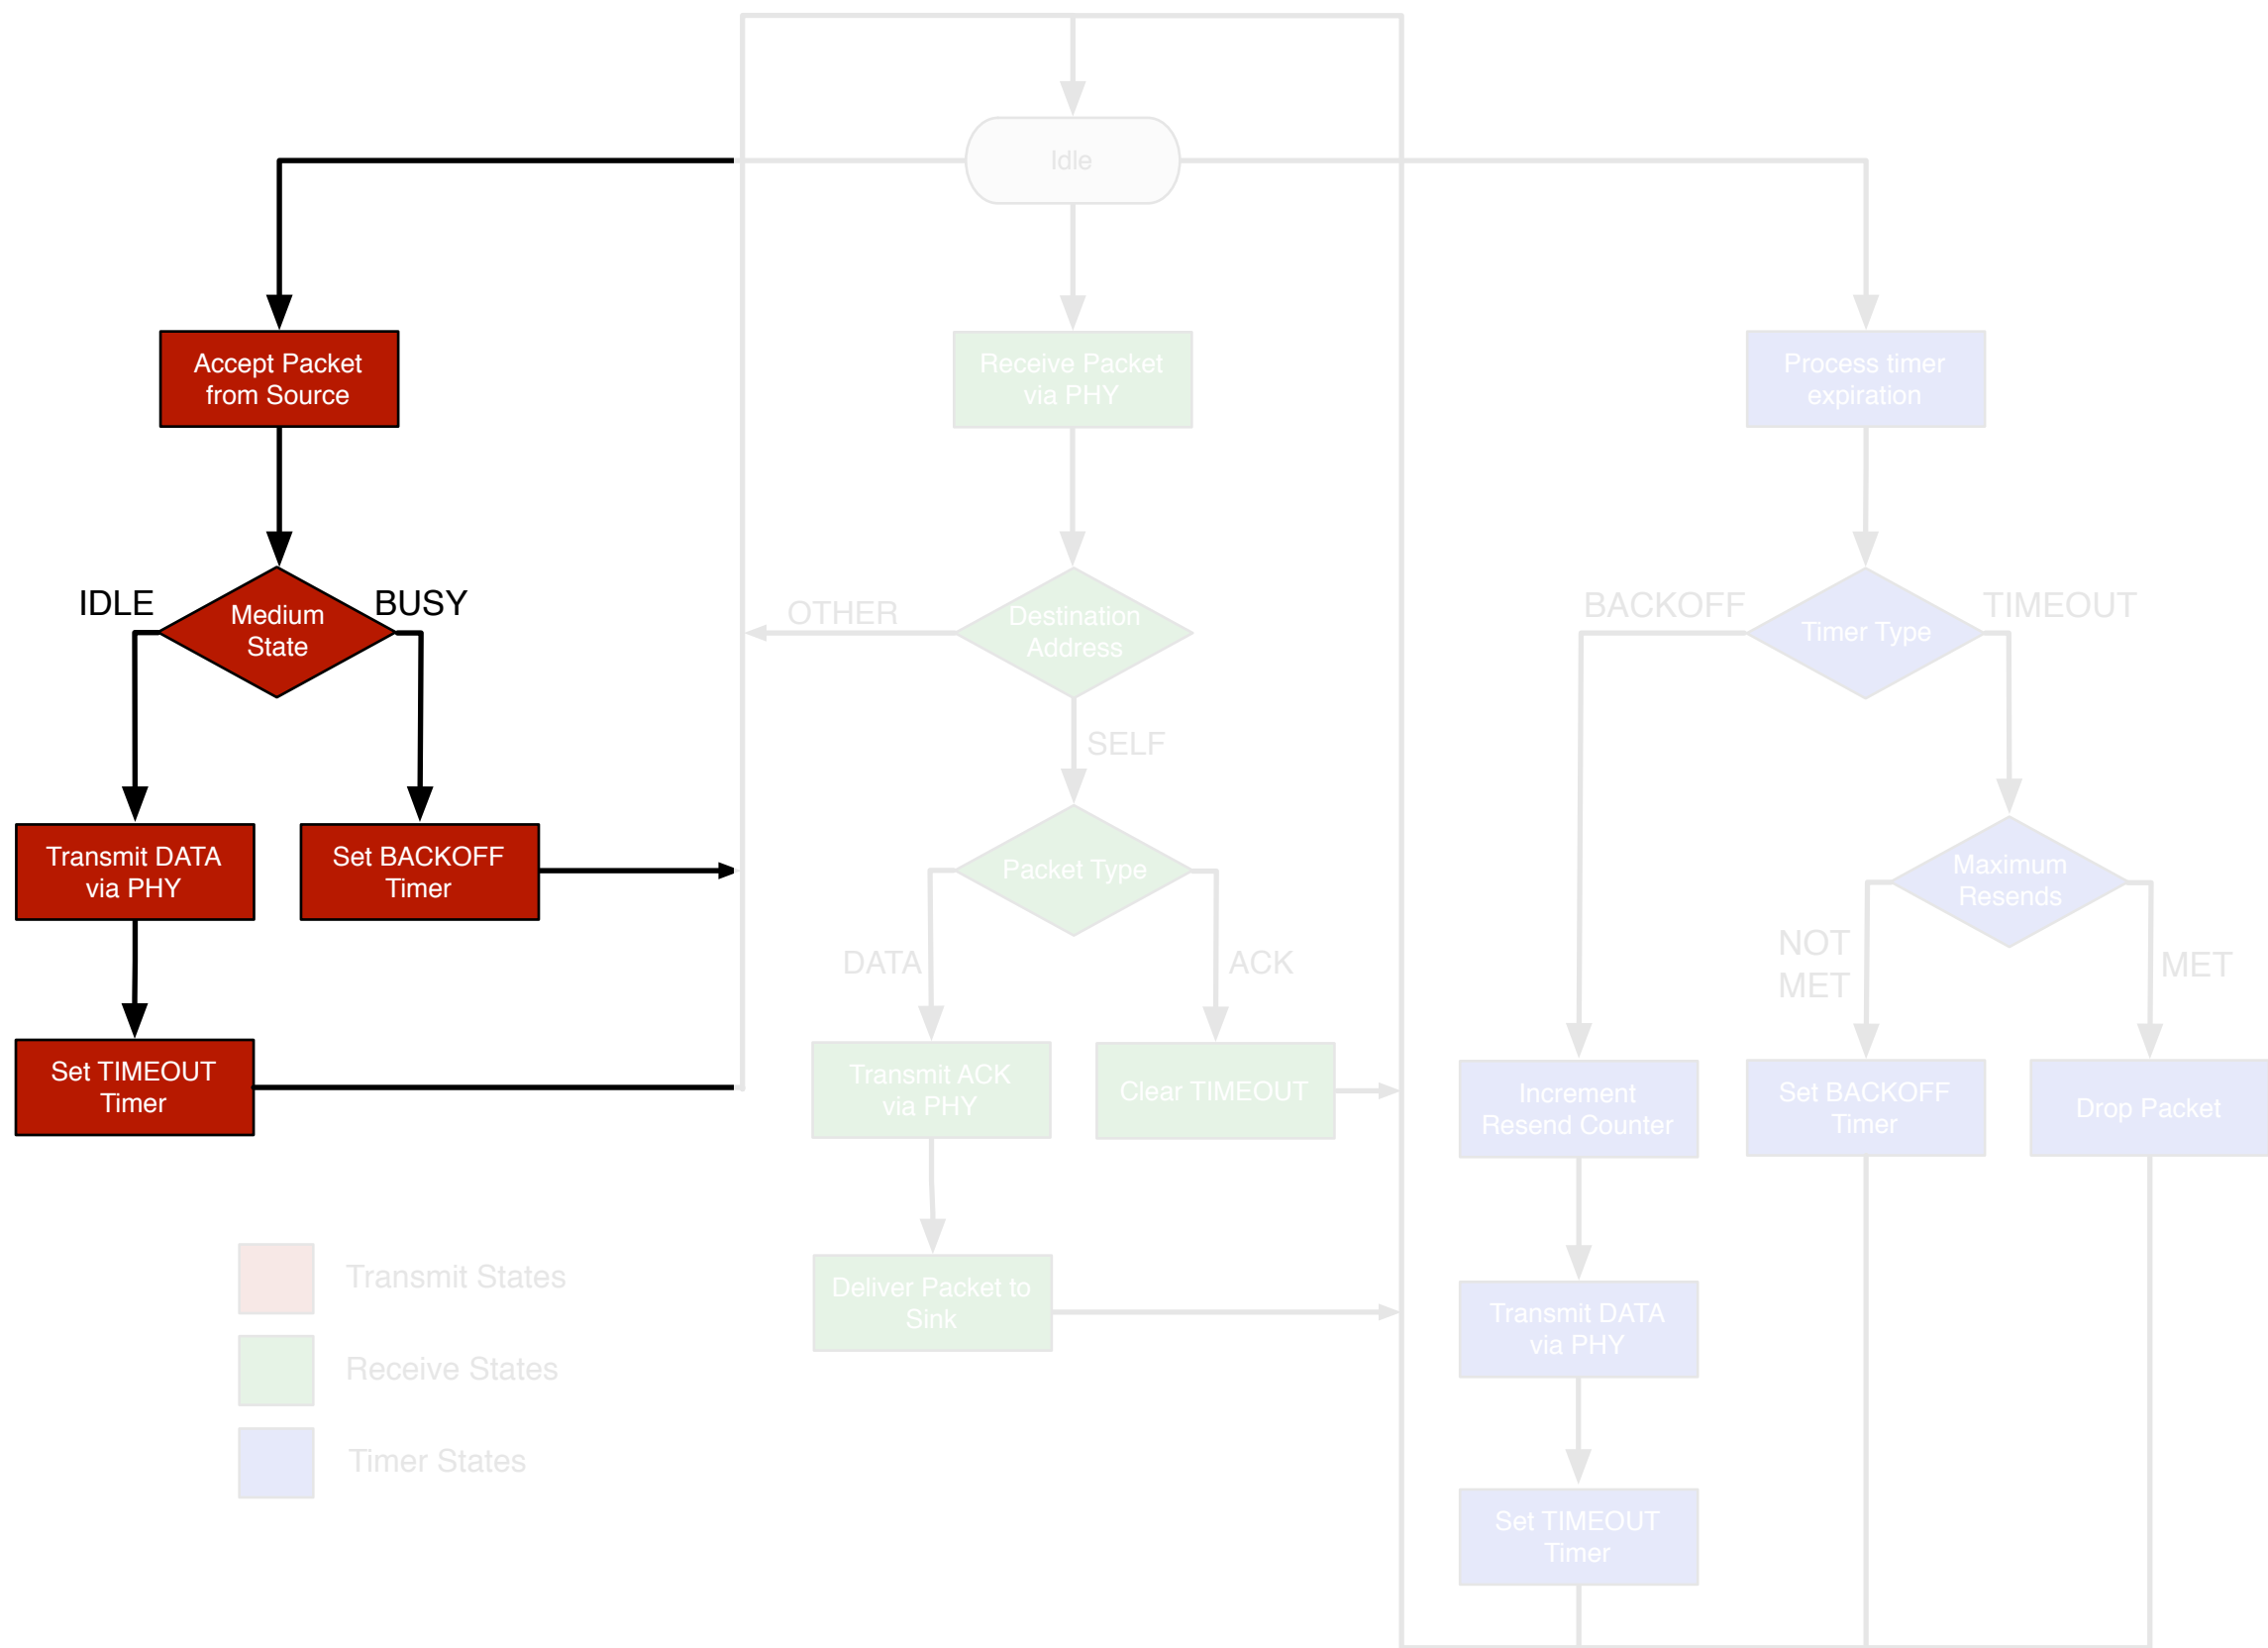 Idle
Accept Packet
from Source
Receive Packet
via PHY
Process timer
expiration
IDLE
BUSY
Medium
State
OTHER
Destination
Address
BACKOFF
TIMEOUT
Timer Type
SELF
Transmit DATA
via PHY
Set BACKOFF
Timer
Packet Type
Maximum
Resends
DATA
ACK
NOT
MET
MET
Set TIMEOUT
Timer
Transmit ACK
via PHY
Clear TIMEOUT
Increment
Resend Counter
Set BACKOFF
Timer
Drop Packet
Transmit States
Receive States
Timer States
Deliver Packet to
Sink
Transmit DATA
via PHY
Set TIMEOUT
Timer